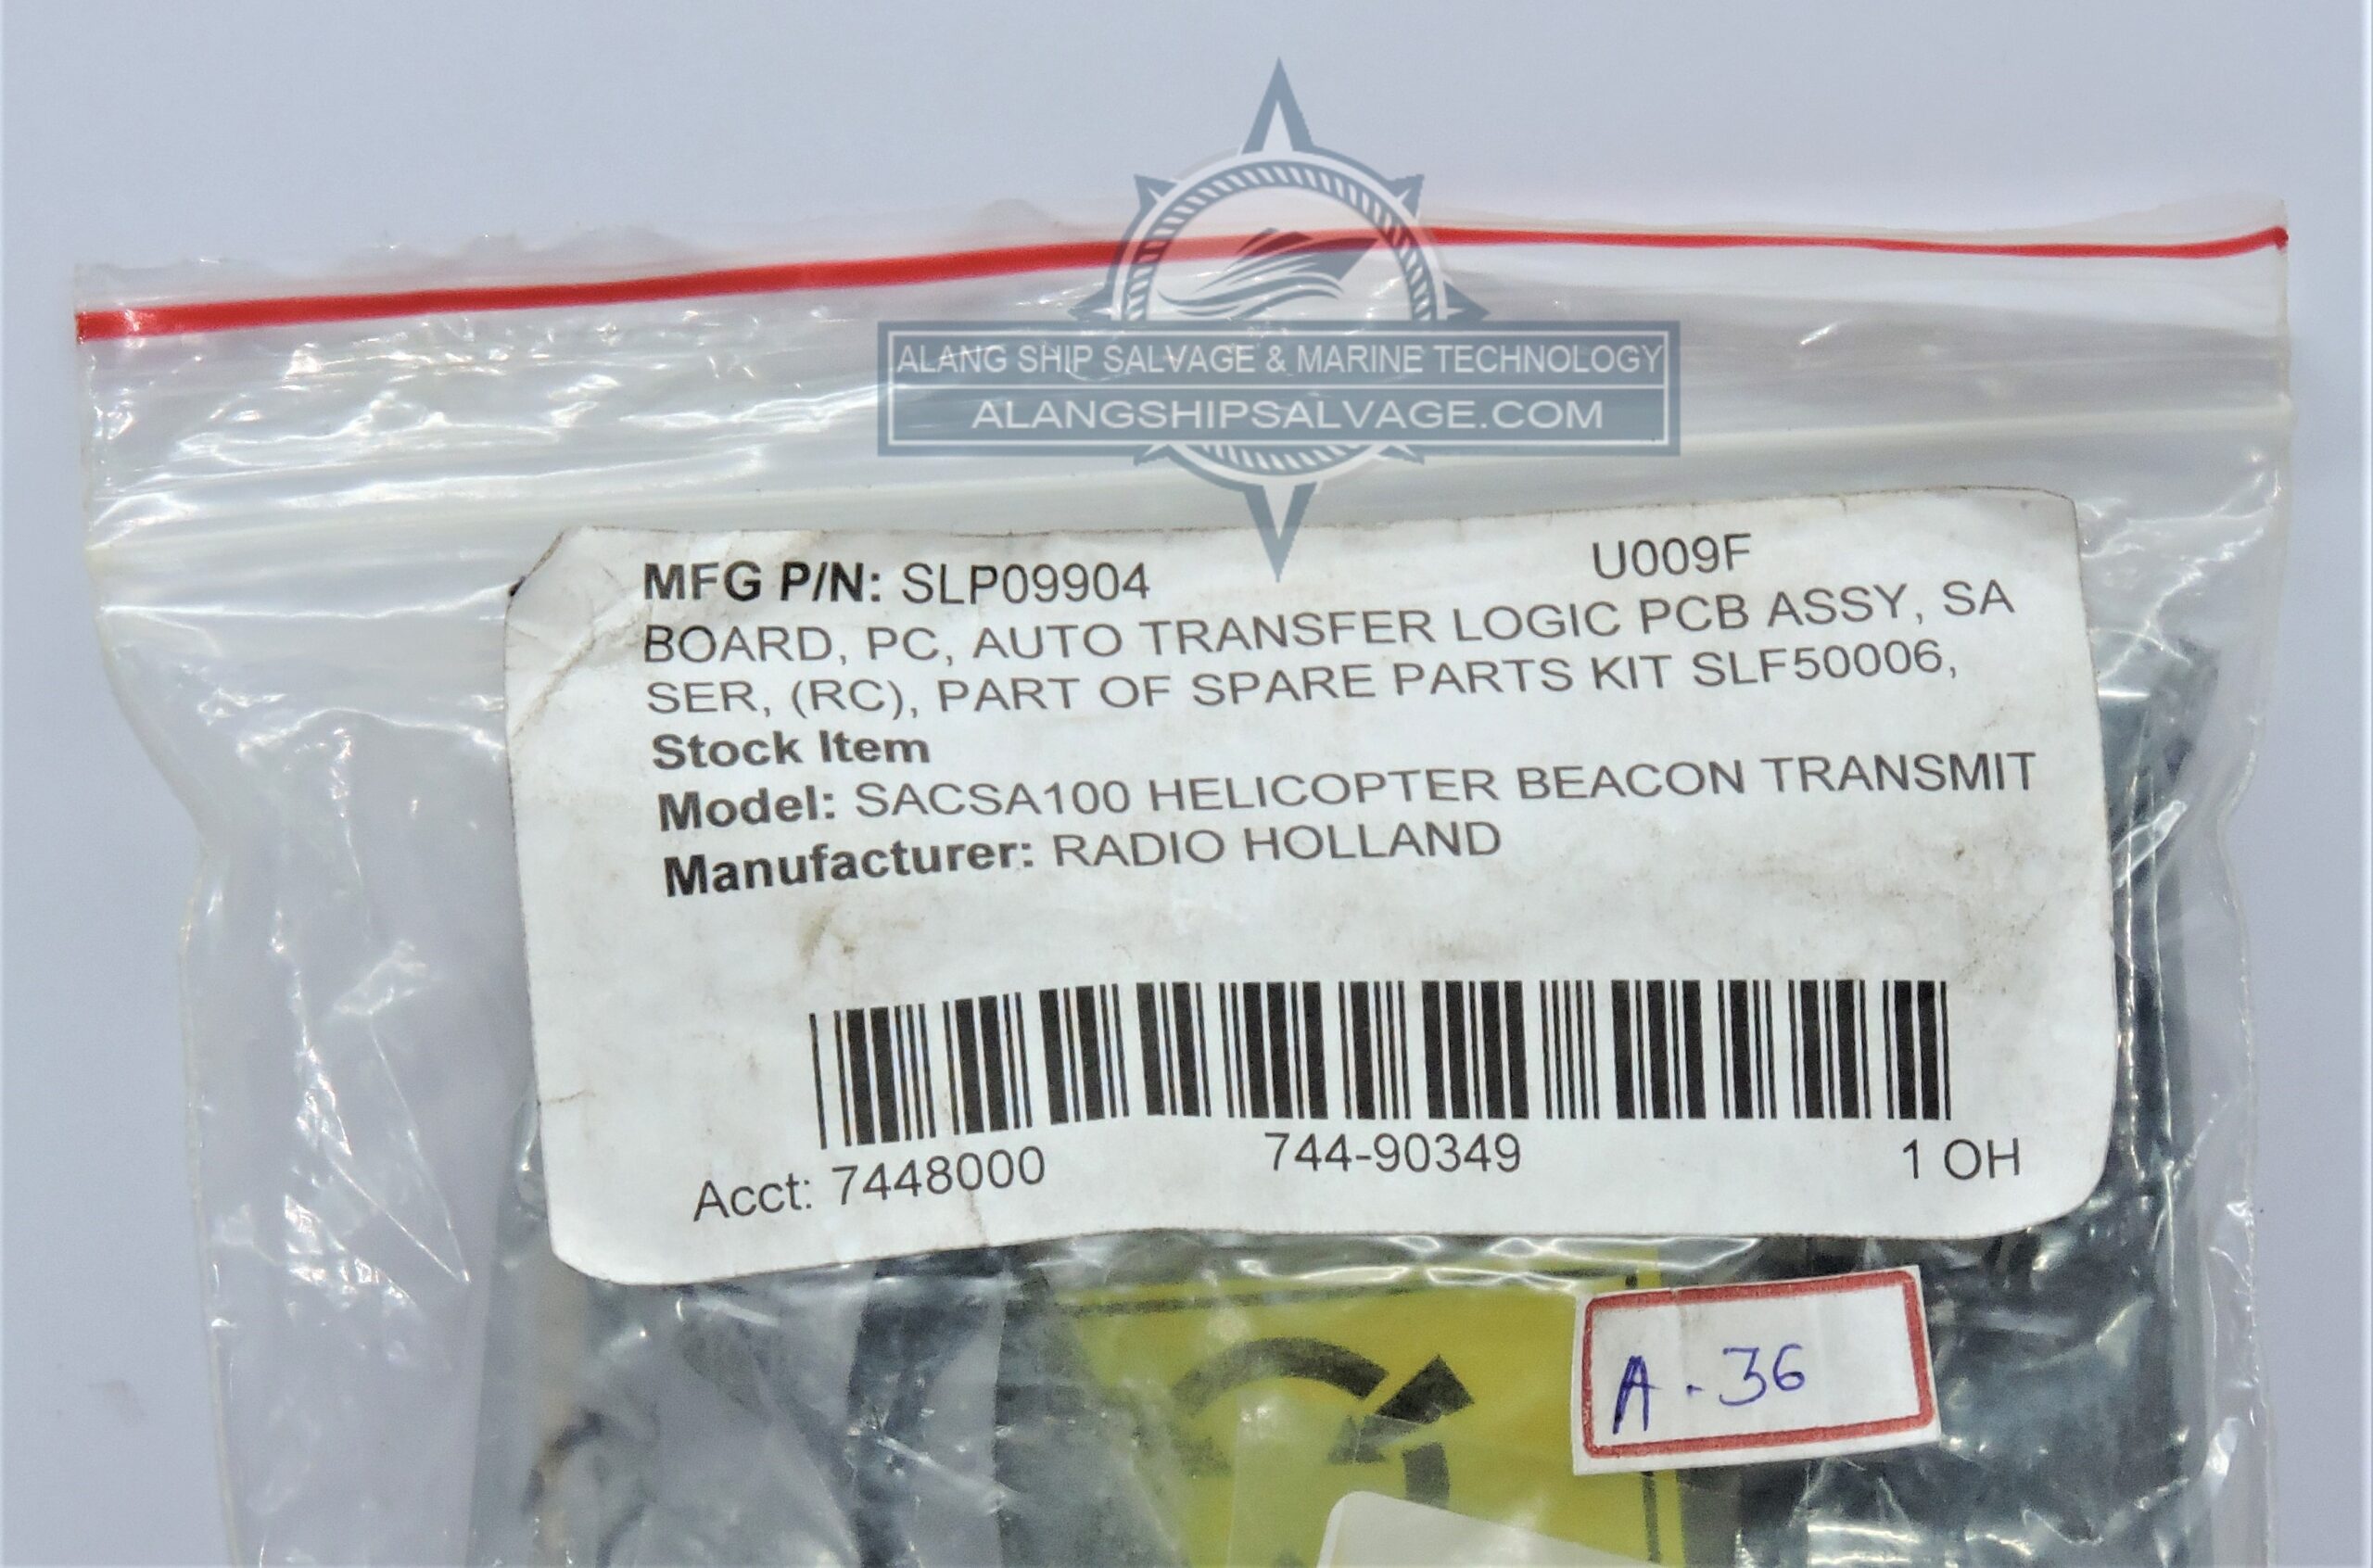 ALANG SHIP SALVAGE & MARINE TECHNOLOGY
ALANGSHIPSALVAGE.COM
MFG P/N: SLP09904 U009F
BOARD, PC, AUTO TRANSFER LOGIC PCB ASSY, SA
SER, (RC), PART OF SPARE PARTS KIT SLF50006,
Stock Item
Model: SACSA100 HELICOPTER BEACON TRANSMIT
Manufacturer: RADIO HOLLAND
Acct: 7448000 744-90349 1 OH
A-36